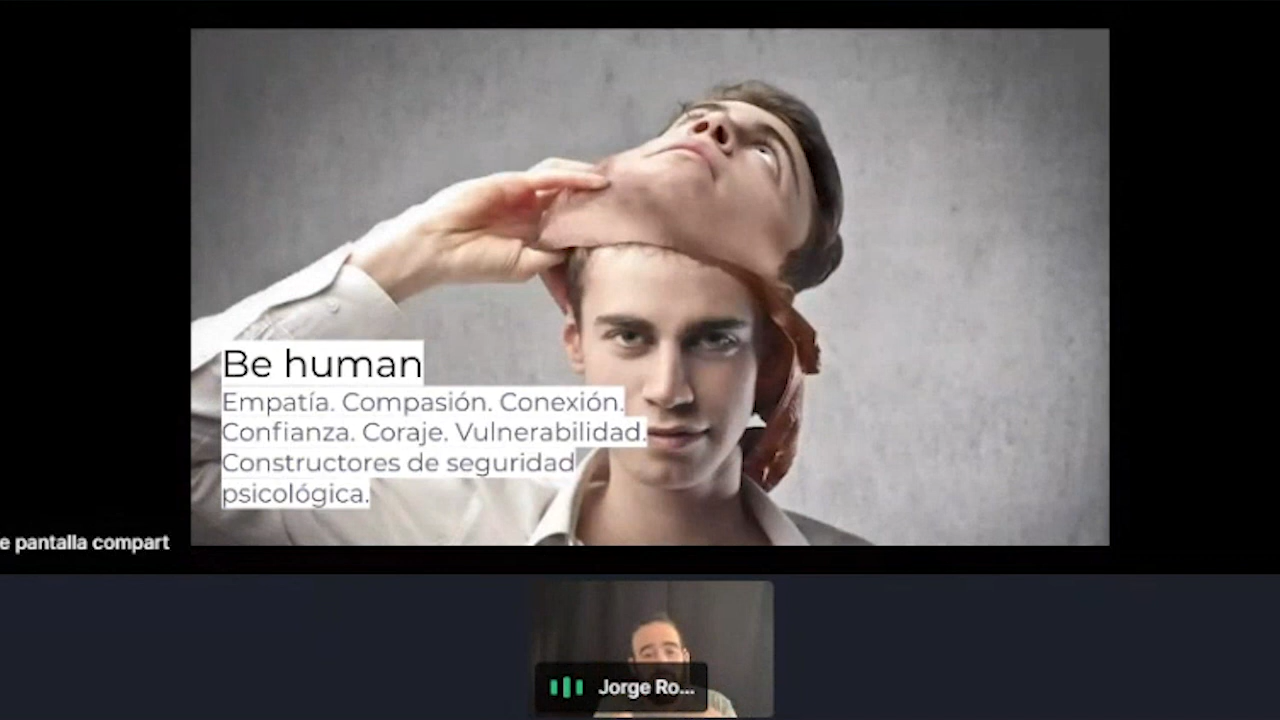 Be human
Empatía. Compasión. Conexión.
Confianza. Coraje. Vulnerabilidad.
Constructores de seguridad
psicológica.
e pantalla compart
Jorge Ro...